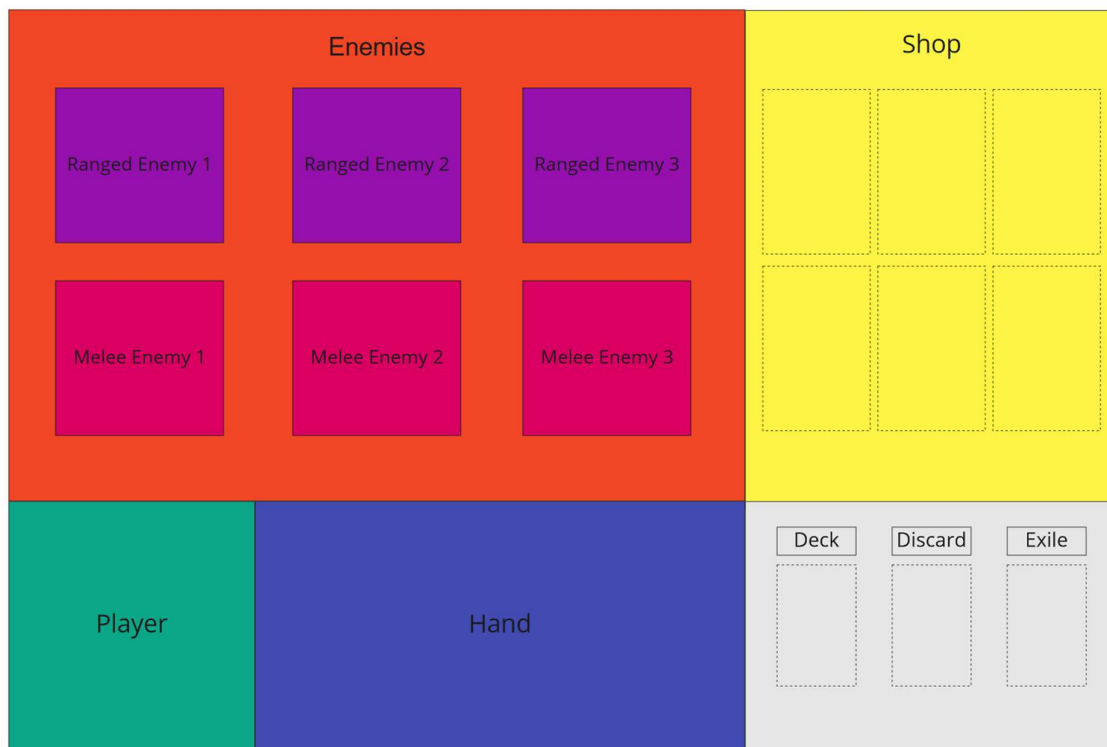 Enemies
Shop
Ranged Enemy 1
Ranged Enemy 2
Ranged Enemy 3
Melee Enemy 1
Melee Enemy 2
Melee Enemy 3
Player
Hand
Deck
Discard
Exile